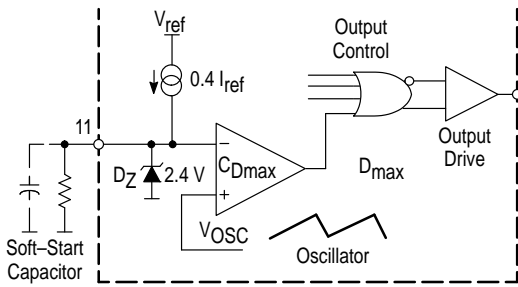 Vref
Output
Control
0.4 Iref
11
DZ
2.4 V
CDmax
Dmax
Output
Drive
VOSC
Oscillator
Soft–Start
Capacitor